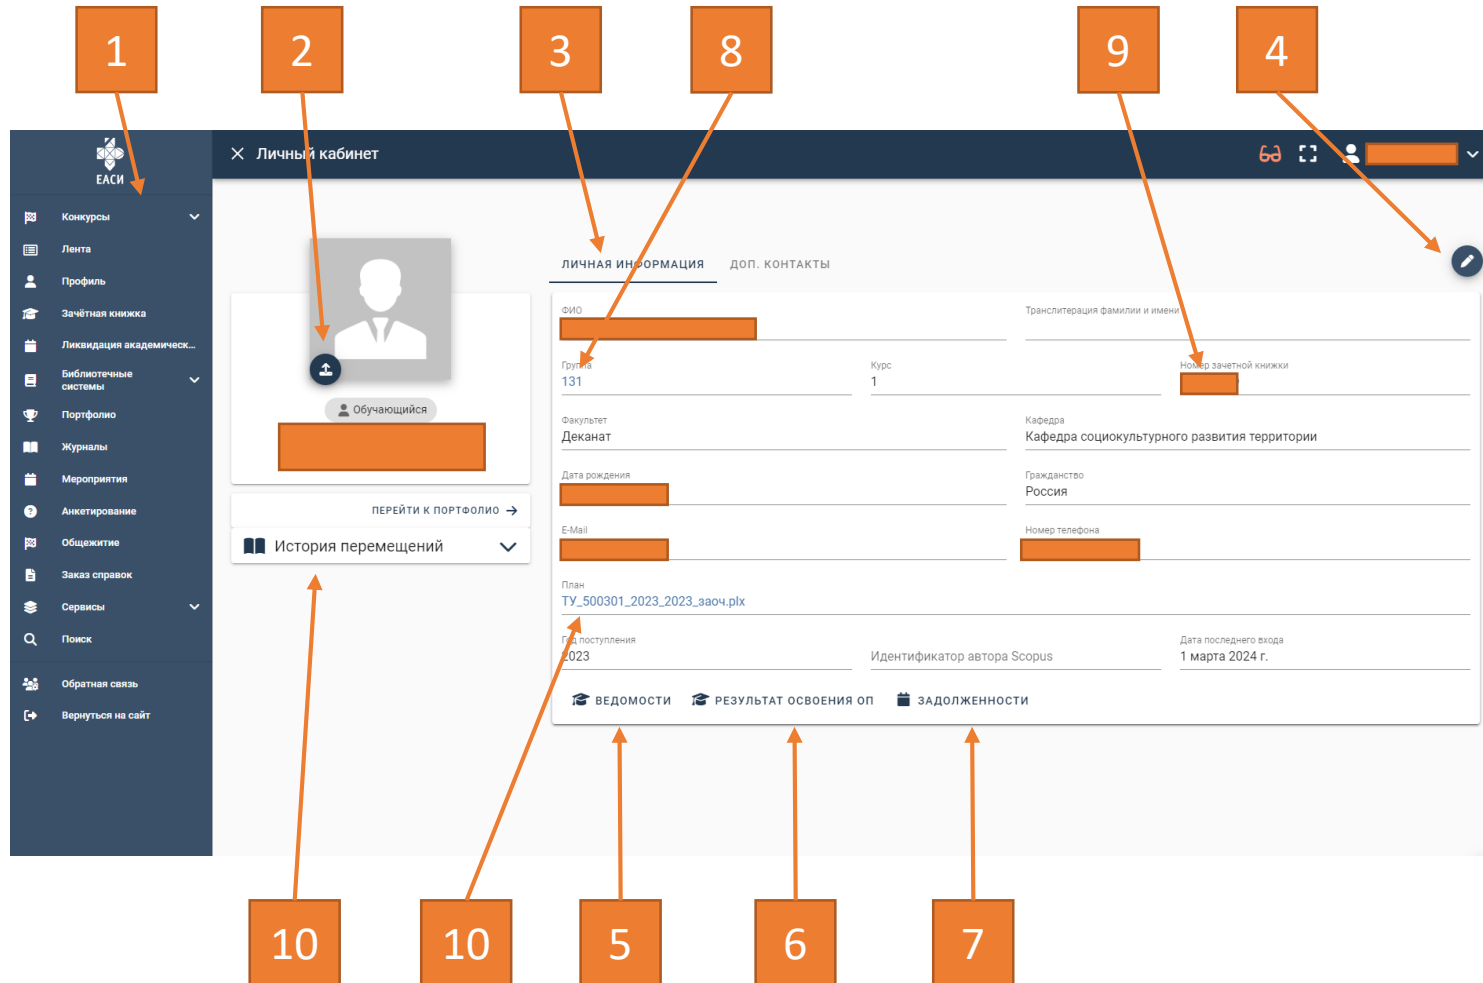 1
2
3
8
9
4
ЕАСИ
Личный кабинет
Конкурсы
Лента
Профиль
Зачётная книжка
Ликвидация академическ...
Библиотечные
системы
Портфолио
Журналы
Мероприятия
Анкетирование
Общежитие
Заказ справок
Сервисы
Поиск
Обратная связь
Вернуться на сайт
Обучающийся
ПЕРЕЙТИ К ПОРТФОЛИО
История перемещений
ЛИЧНАЯ ИНФОРМАЦИЯ
ДОП. КОНТАКТЫ
ФИО
Транслитерация фамилии и имени
Группа
131
Курс
1
Номер зачетной книжки
Факультет
Деканат
Кафедра
Кафедра социокультурного развития территории
Дата рождения
Гражданство
Россия
E-Mail
Номер телефона
План
ТУ_500301_2023_2023_заоч.plx
Год поступления
2023
Идентификатор автора Scopus
Дата последнего входа
1 марта 2024 г.
ВЕДОМОСТИ
РЕЗУЛЬТАТ ОСВОЕНИЯ ОП
ЗАДОЛЖЕННОСТИ
10
10
5
6
7